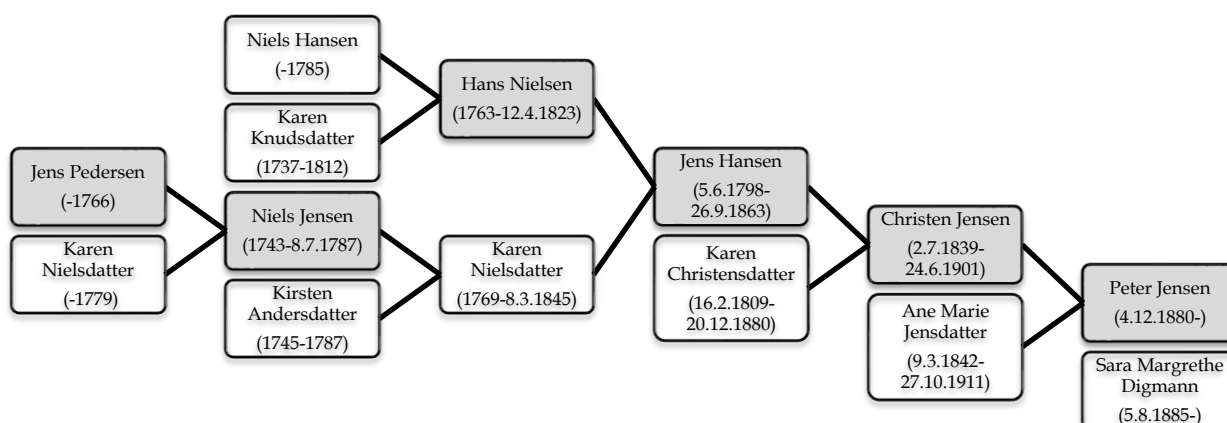 Jens Pedersen
(-1766)
Karen
Nielsdatter
(-1779)
Niels Hansen
(-1785)
Karen
Knudsdatter
(1737-1812)
Niels Jensen
(1743-8.7.1787)
Kirsten
Andersdatter
(1745-1787)
Hans Nielsen
(1763-12.4.1823)
Karen
Nielsdatter
(1769-8.3.1845)
Jens Hansen
(5.6.1798-
26.9.1863)
Karen
Christensdatter
(16.2.1809-
20.12.1880)
Christen Jensen
(2.7.1839-
24.6.1901)
Ane Marie
Jensdatter
(9.3.1842-
27.10.1911)
Peter Jensen
(4.12.1880-)
Sara Margrethe
Digmann
(5.8.1885-)